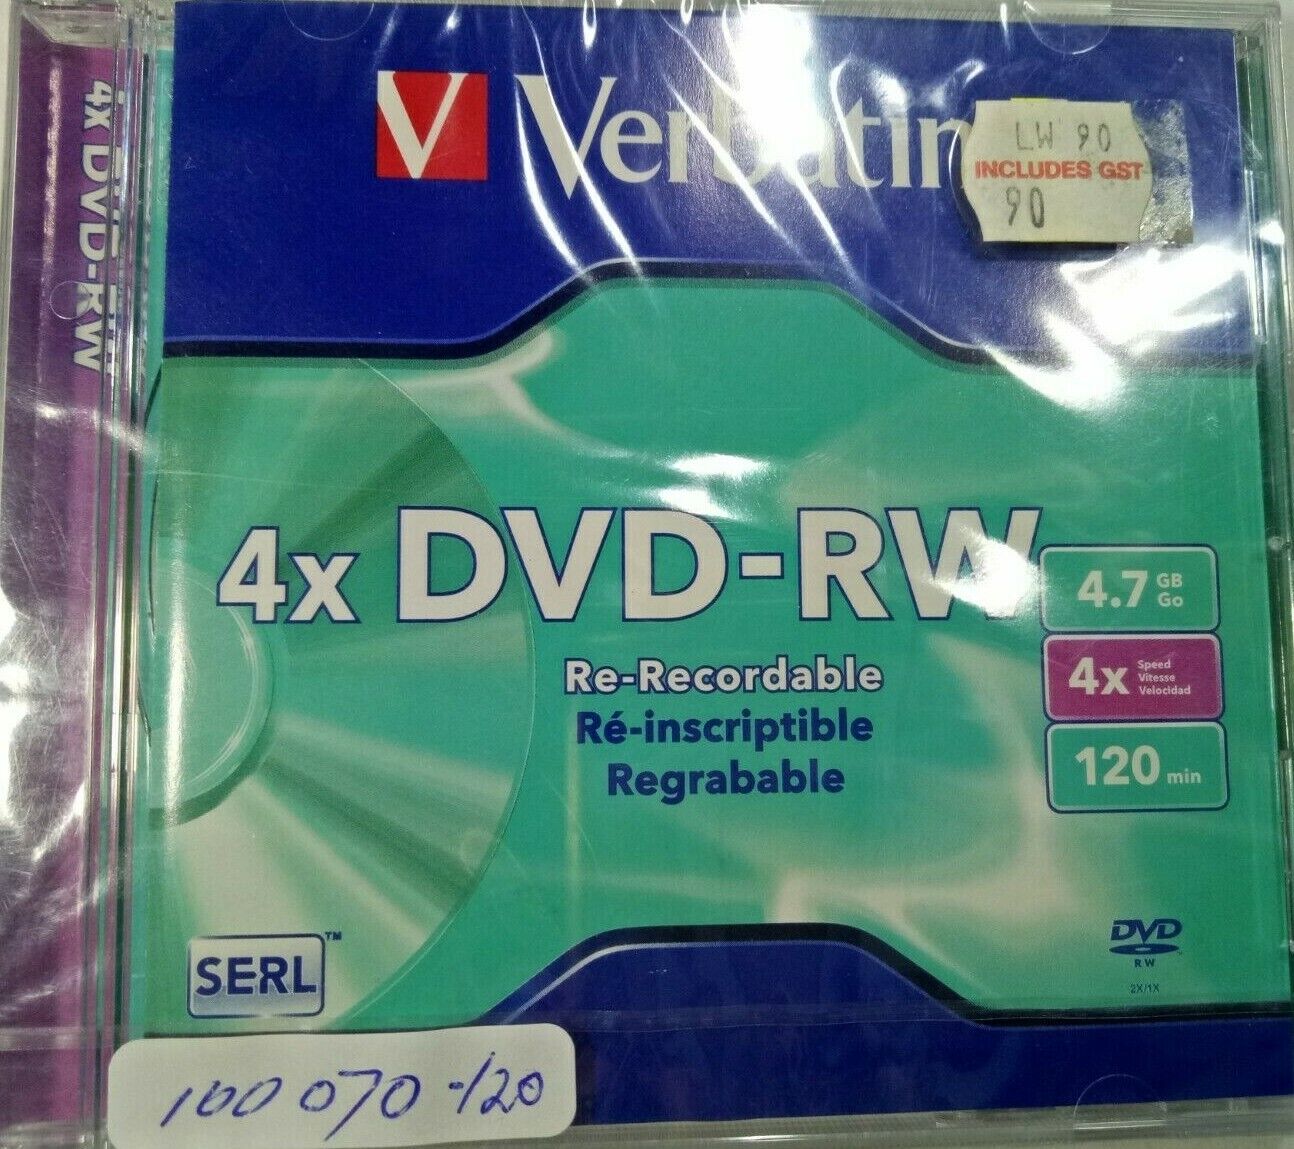 4x DVD-RW
V Verbatim
LW 90
INCLUDES GST
90
4x DVD-RW
Re-Recordable
Ré-inscriptible
Regrabable
4.7 GB
Go
4x Speed
Vitesse
Velocidad
120 min
SERL™
DVD
RW
2X/1X
100 070-120